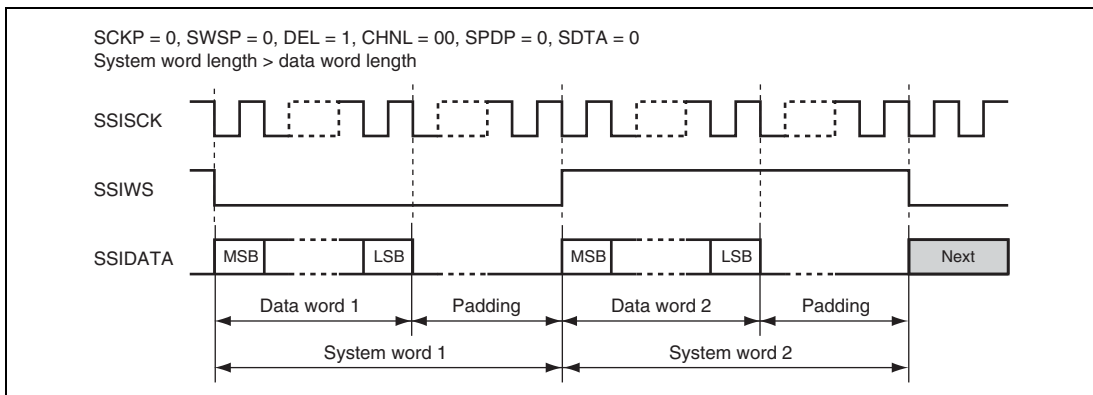 SCKP = 0, SWSP = 0, DEL = 1, CHNL = 00, SPDP = 0, SDTA = 0
System word length > data word length
SSISCK
SSIWS
SSIDATA
MSB
LSB
MSB
LSB
Next
Data word 1
Padding
Data word 2
Padding
System word 1
System word 2